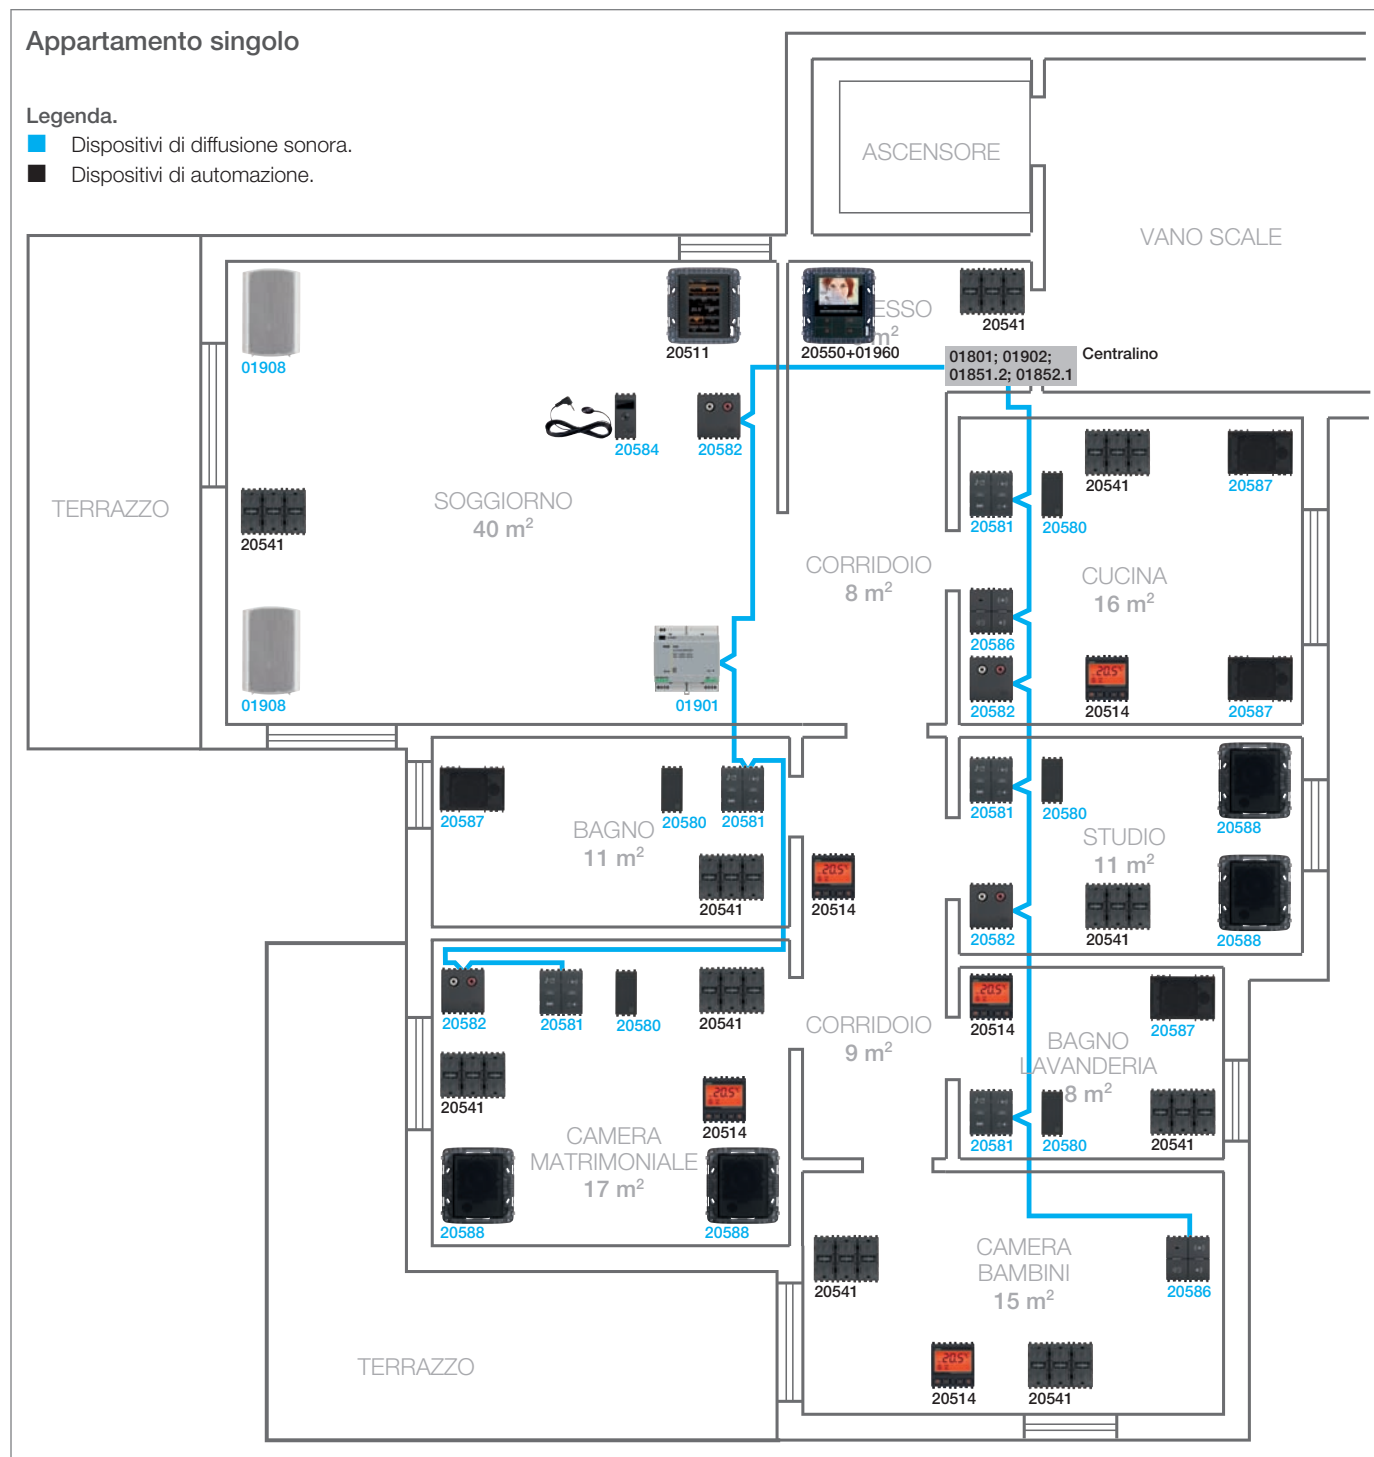 Appartamento singolo
Legenda.
Dispositivi di diffusione sonora.
Dispositivi di automazione.
ASCENSORE
VANO SCALE
01908
20511
20550+01960
ESSO
m²
20541
01801; 01902;
01851.2; 01852.1
Centralino
20584
20582
TERRAZZO
SOGGIORNO
40 m²
20541
20541
20587
20581
20580
CORRIDOIO
8 m²
CUCINA
16 m²
20586
20582
20514
20587
01908
01901
20587
20580
20581
BAGNO
11 m²
20541
20514
20581
20580
20588
STUDIO
11 m²
20582
20541
20588
20582
20581
20580
20541
CORRIDOIO
9 m²
20514
20587
BAGNO
LAVANDERIA
8 m²
20541
20514
20581
20580
20541
CAMERA
MATRIMONIALE
17 m²
20588
20588
CAMERA
BAMBINI
15 m²
20541
20586
TERRAZZO
20514
20541